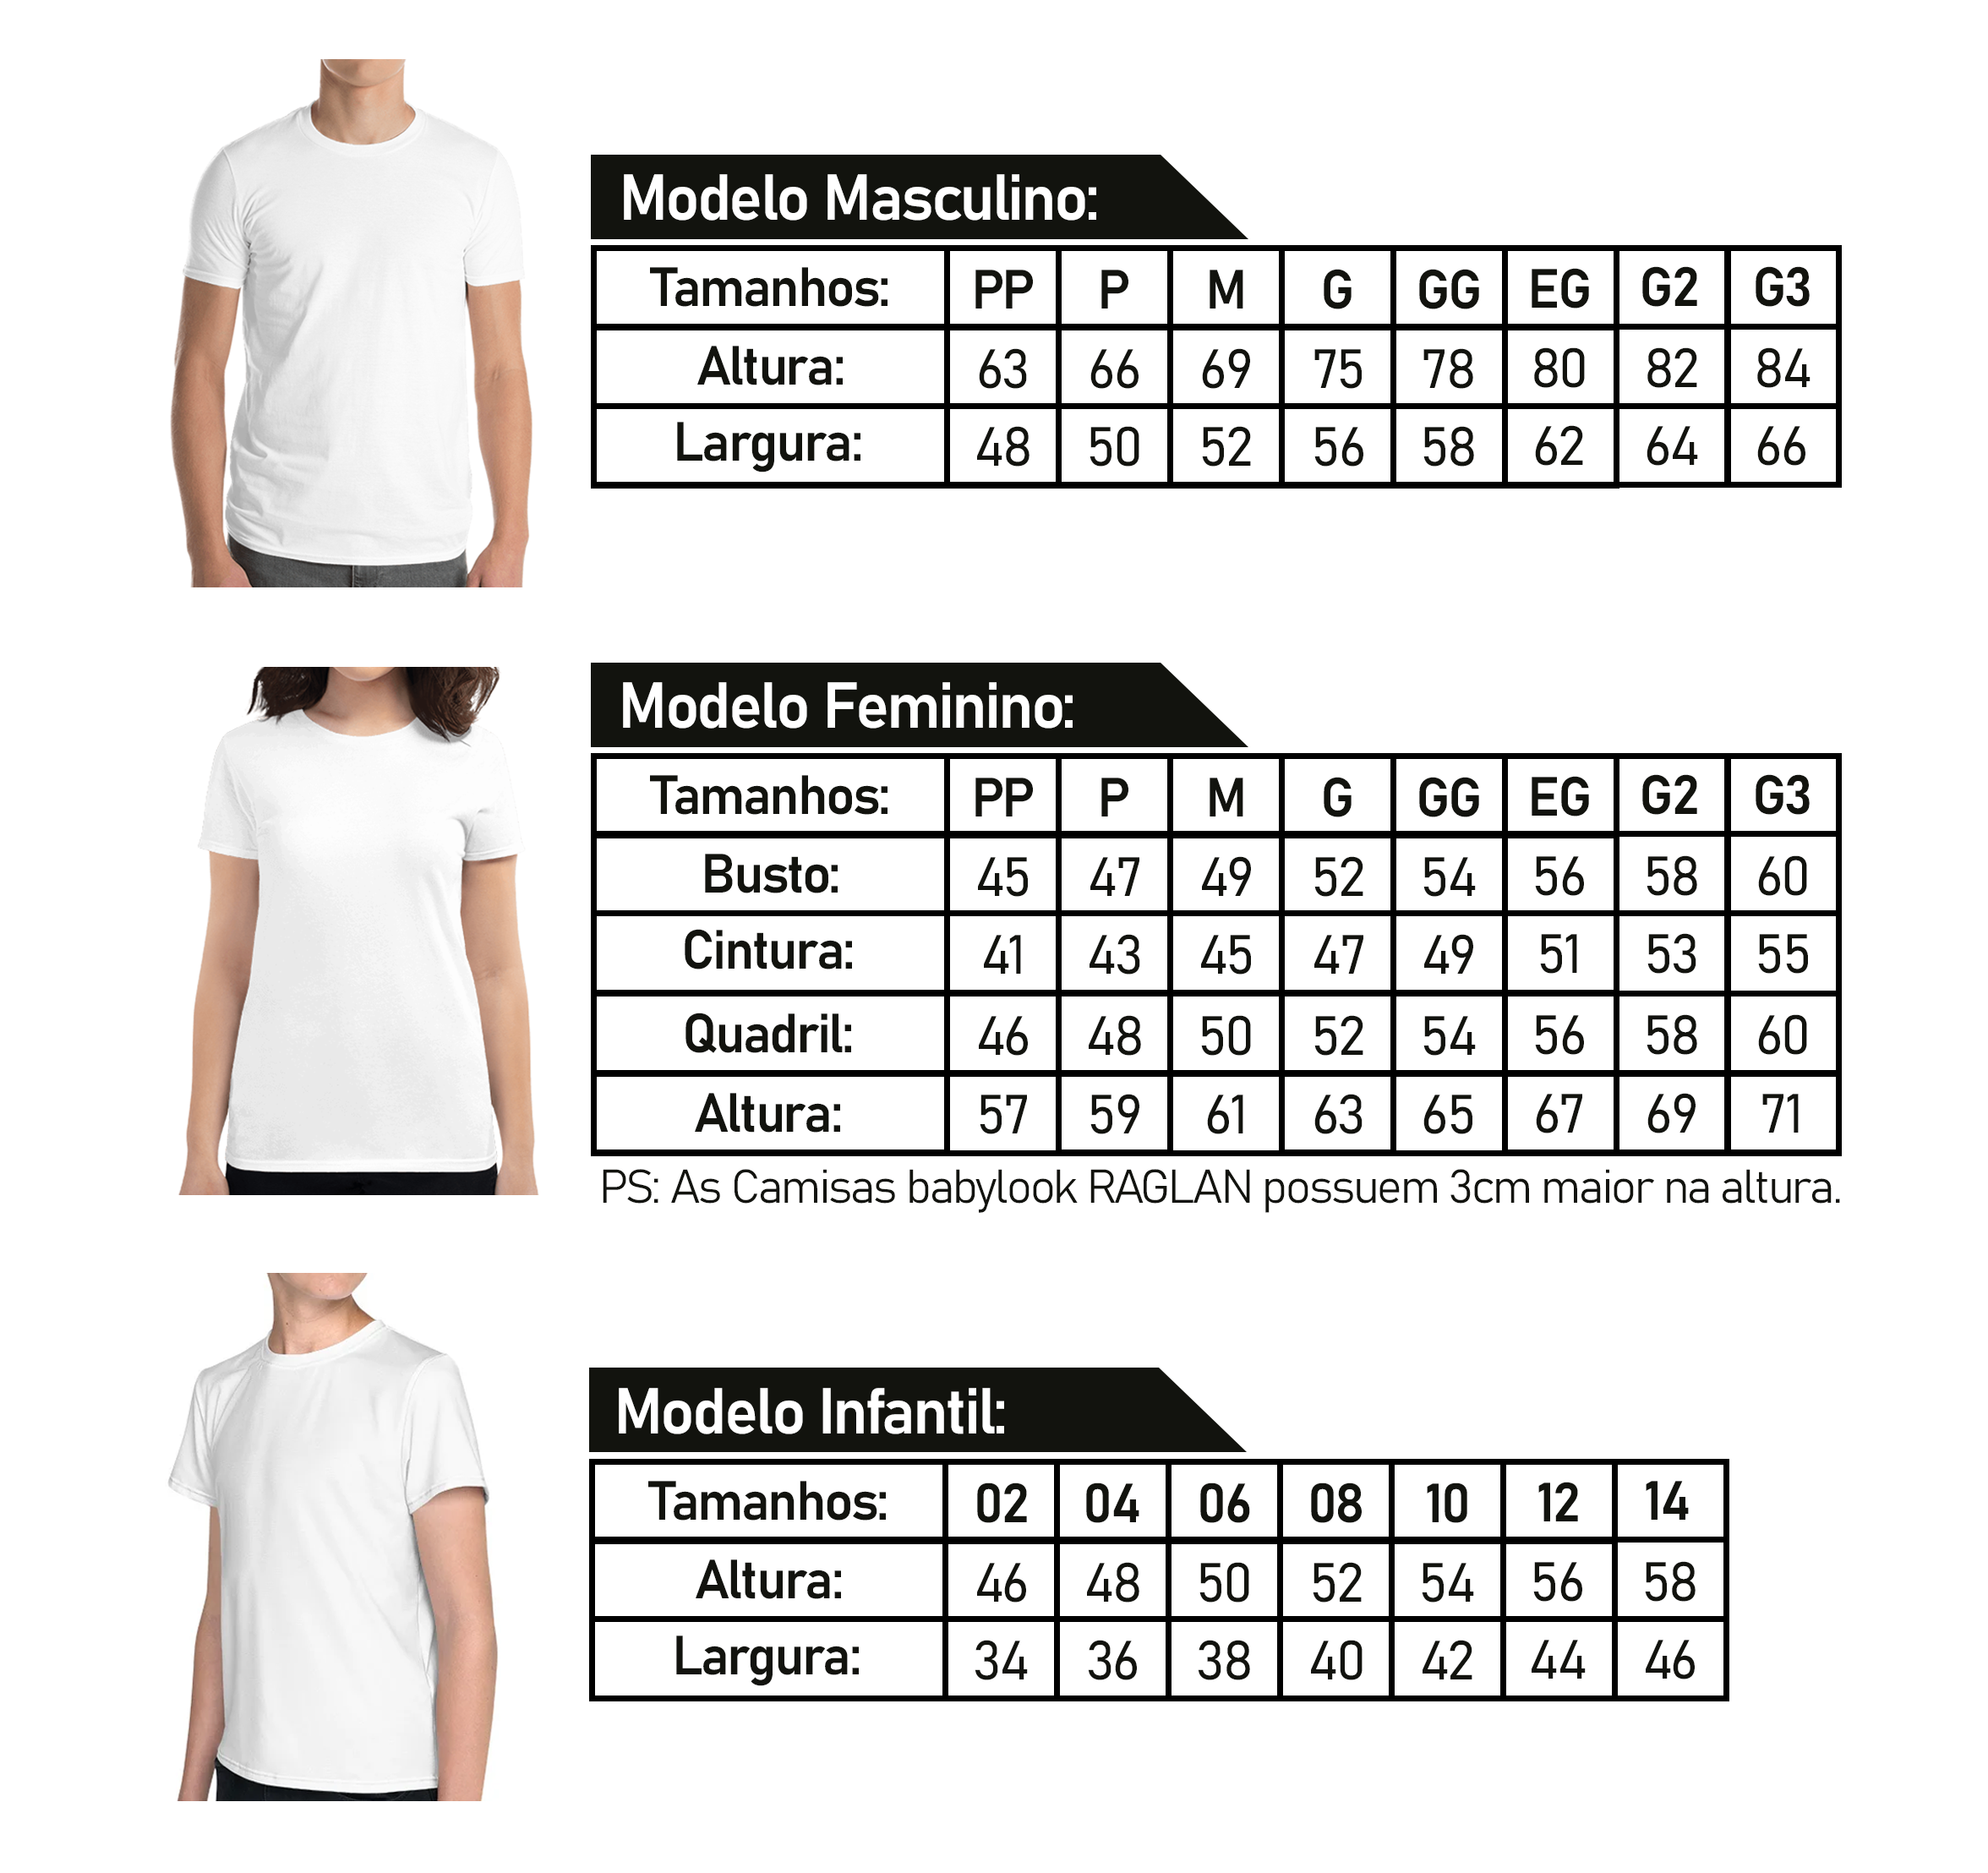 Modelo Masculino:
Tamanhos: PP P M G GG EG G2 G3
Altura: 63 66 69 75 78 80 82 84
Largura: 48 50 52 56 58 62 64 66
Modelo Feminino:
Tamanhos: PP P M G GG EG G2 G3
Busto: 45 47 49 52 54 56 58 60
Cintura: 41 43 45 47 49 51 53 55
Quadril: 46 48 50 52 54 56 58 60
Altura: 57 59 61 63 65 67 69 71
PS: As Camisas babylook RAGLAN possuem 3cm maior na altura.
Modelo Infantil:
Tamanhos: 02 04 06 08 10 12 14
Altura: 46 48 50 52 54 56 58
Largura: 34 36 38 40 42 44 46